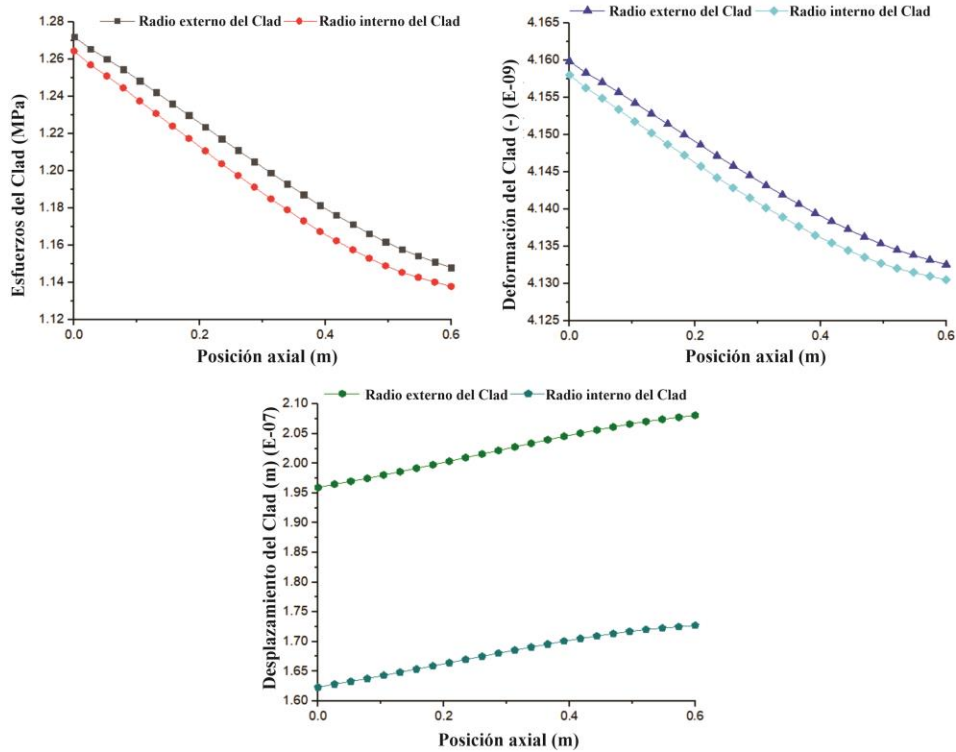 Radio externo del Clad Radio interno del Clad
Esfuerzos del Clad (MPa)
1.28
1.26
1.24
1.22
1.20
1.18
1.16
1.14
1.12
0.0 0.2 0.4 0.6
Posición axial (m)
Radio externo del Clad Radio interno del Clad
Deformación del Clad (-) (E-09)
4.165
4.160
4.155
4.150
4.145
4.140
4.135
4.130
4.125
0.0 0.2 0.4 0.6
Posición axial (m)
Radio externo del Clad Radio interno del Clad
Desplazamiento del Clad (m) (E-07)
2.10
2.05
2.00
1.95
1.90
1.85
1.80
1.75
1.70
1.65
1.60
0.0 0.2 0.4 0.6
Posición axial (m)